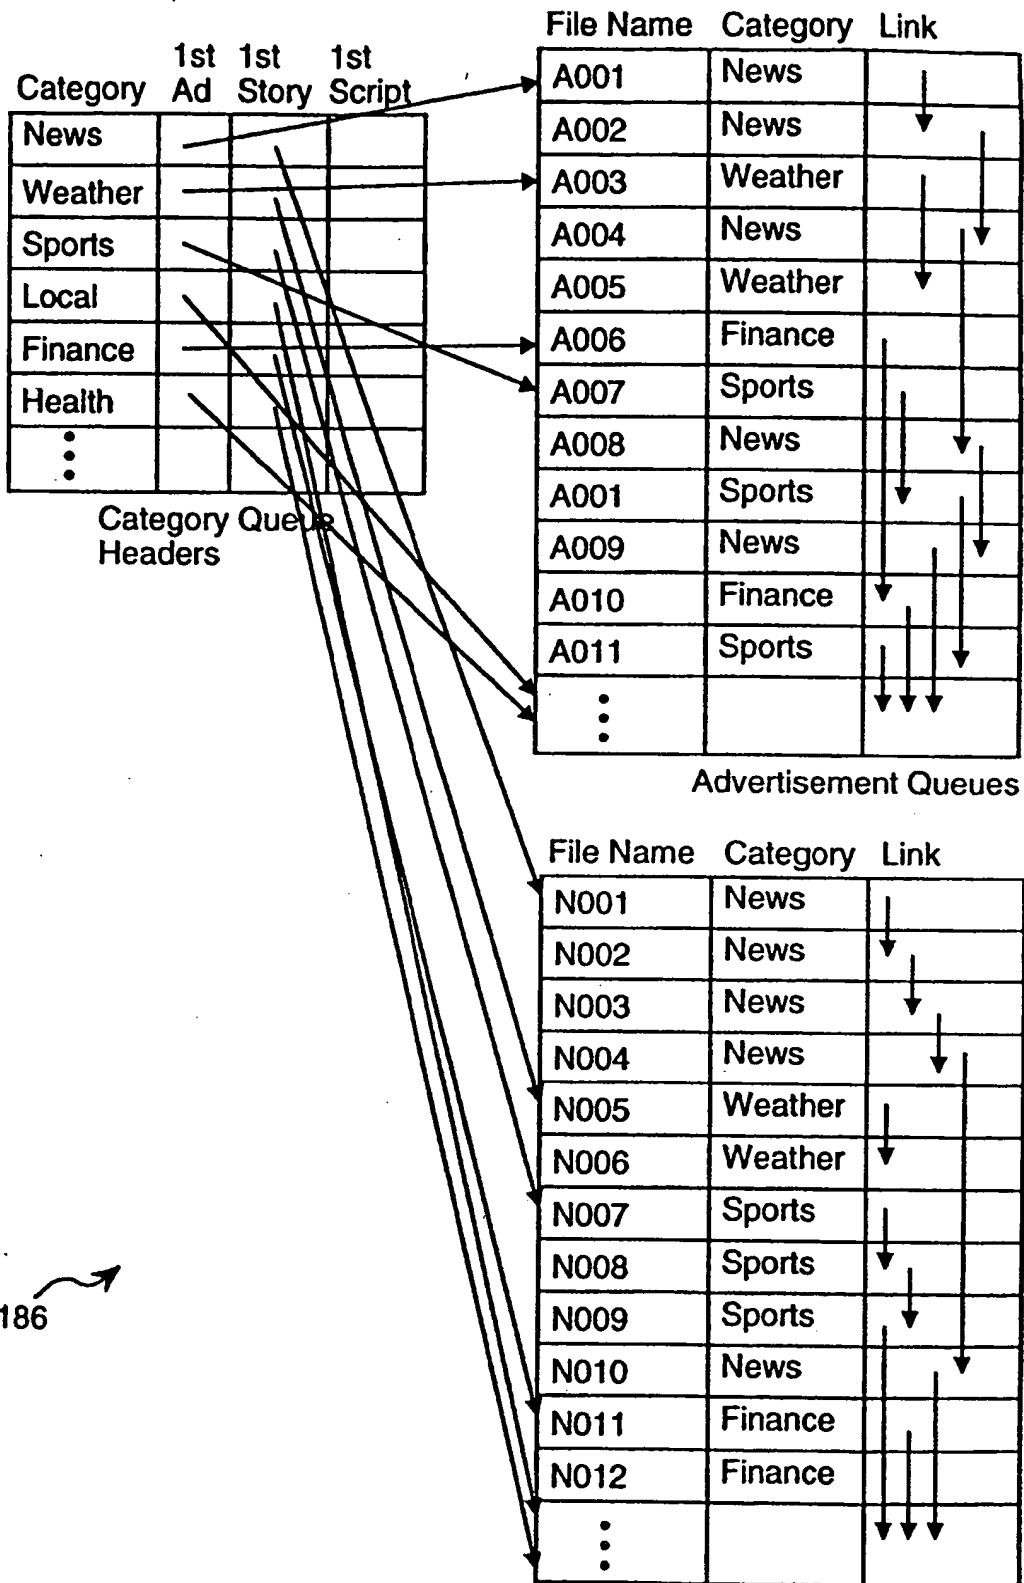 Category 1st Ad 1st Story 1st Script
News
Weather
Sports
Local
Finance
Health
Category Queue
Headers
File Name Category Link
A001 News
A002 News
A003 Weather
A004 News
A005 Weather
A006 Finance
A007 Sports
A008 News
A001 Sports
A009 News
A010 Finance
A011 Sports
Advertisement Queues
File Name Category Link
N001 News
N002 News
N003 News
N004 News
N005 Weather
N006 Weather
N007 Sports
N008 Sports
N009 Sports
N010 News
N011 Finance
N012 Finance
186